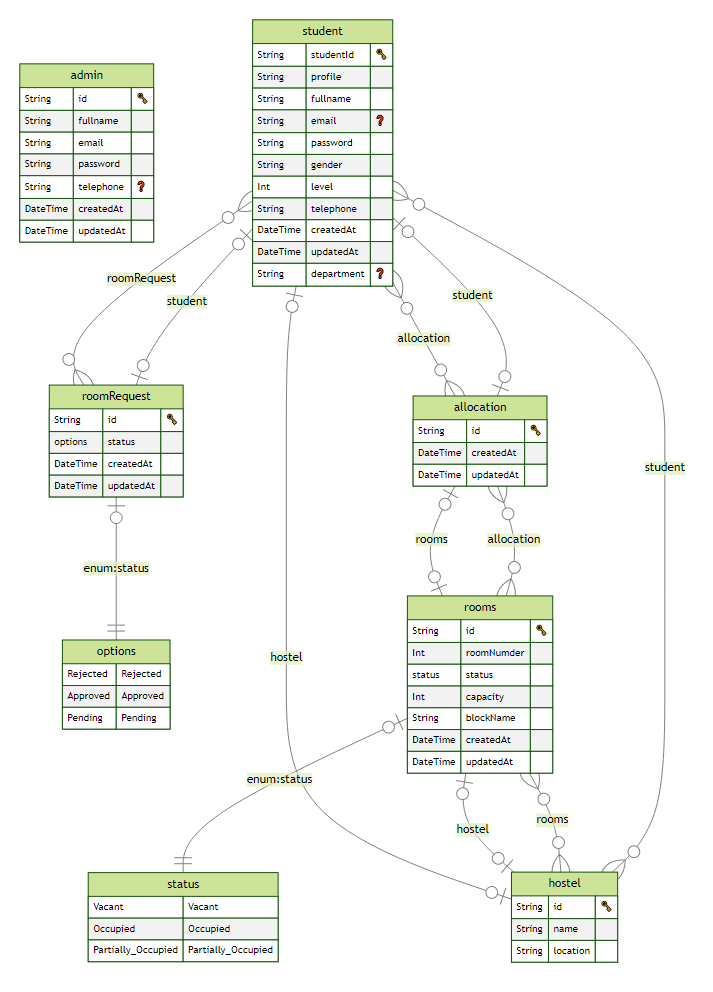 student
String studentId
String profile
String fullname
String email ?
String password
String gender
Int level
String telephone
DateTime createdAt
DateTime updatedAt
String department ?
admin
String id
String fullname
String email
String password
String telephone ?
DateTime createdAt
DateTime updatedAt
roomRequest
student
student
allocation
roomRequest
String id
options status
DateTime createdAt
DateTime updatedAt
allocation
String id
DateTime createdAt
DateTime updatedAt
student
rooms
allocation
enum:status
rooms
String id
Int roomNumder
status status
Int capacity
String blockName
DateTime createdAt
DateTime updatedAt
options
Rejected Rejected
Approved Approved
Pending Pending
hostel
enum:status
hostel
rooms
status
Vacant Vacant
Occupied Occupied
Partially_Occupied Partially_Occupied
hostel
String id
String name
String location